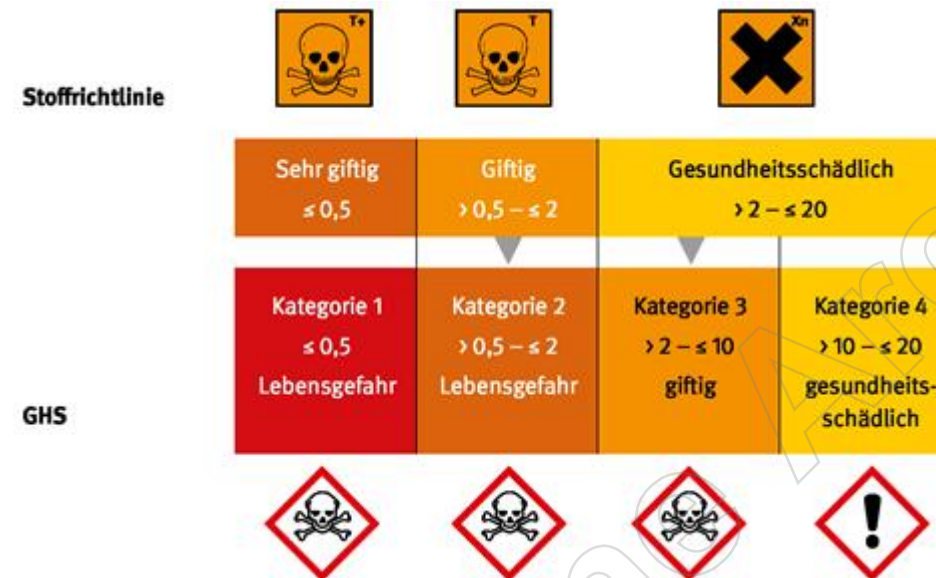 T+
T
Xn
Stoffrichtlinie
Sehr giftig
≤ 0,5
Giftig
> 0,5 – ≤ 2
Gesundheitsschädlich
> 2 – ≤ 20
Kategorie 1
≤ 0,5
Lebensgefahr
Kategorie 2
> 0,5 – ≤ 2
Lebensgefahr
Kategorie 3
> 2 – ≤ 10
giftig
Kategorie 4
> 10 – ≤ 20
gesundheits-
schädlich
GHS